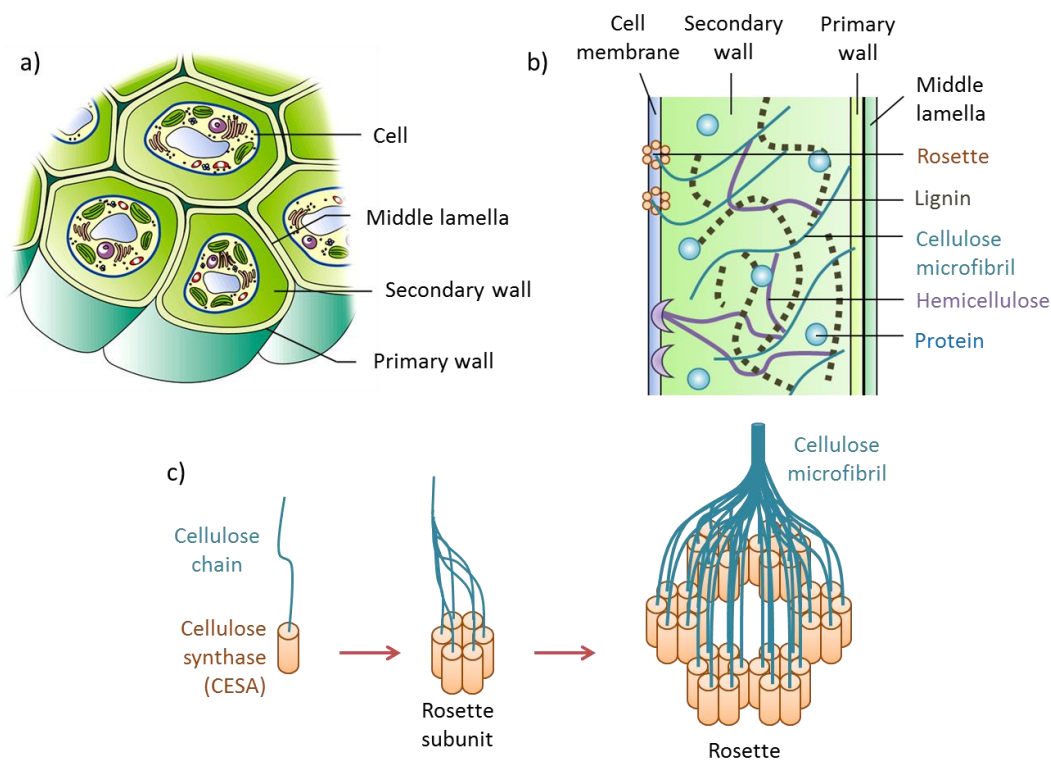 a)
Cell
Middle lamella
Secondary wall
Primary wall
b)
Cell
membrane
Secondary
wall
Primary
wall
Middle
lamella
Rosette
Lignin
Cellulose
microfibril
Hemicellulose
Protein
c)
Cellulose
chain
Cellulose
synthase
(CESA)
Rosette
subunit
Cellulose
microfibril
Rosette